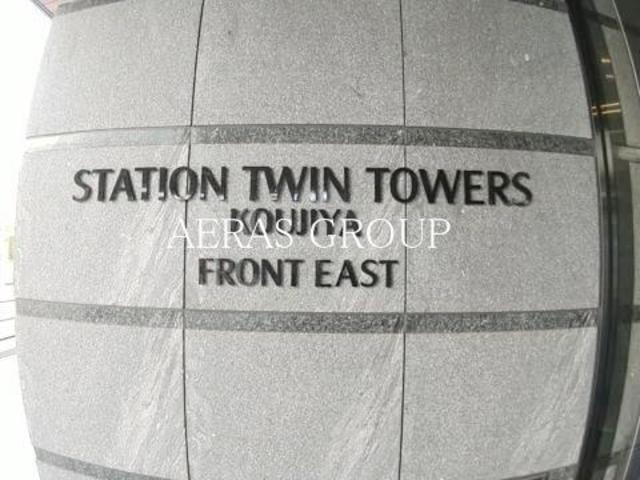 STATION TWIN TOWERS
KOUJIYA
AERAS GROUP
FRONT EAST